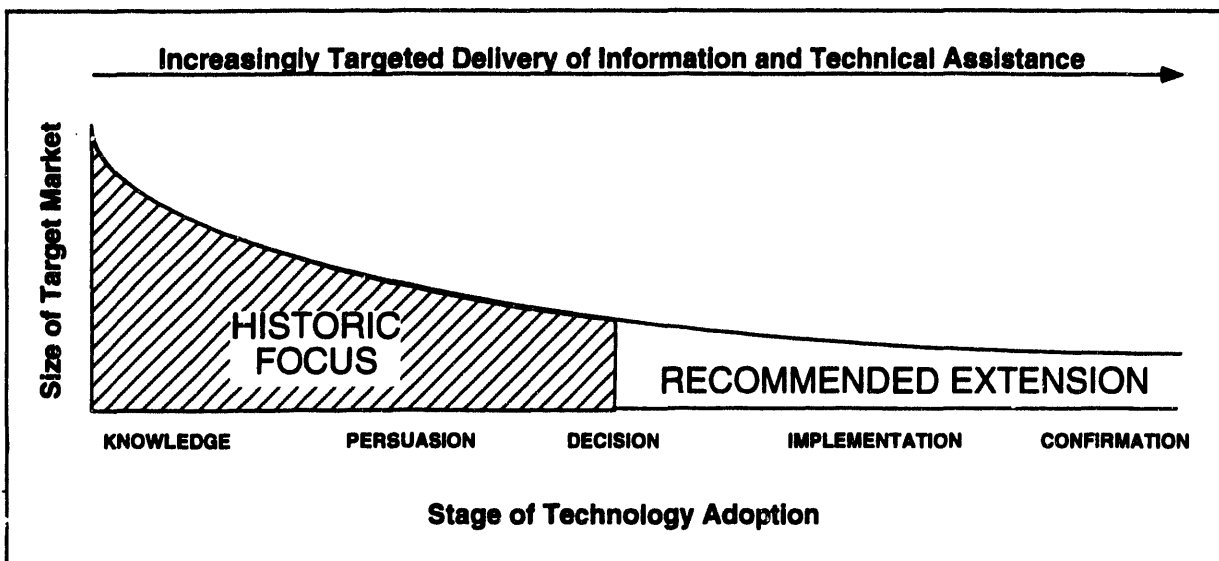 Increasingly Targeted Delivery of Information and Technical Assistance
Size of Target Market
HISTORIC
FOCUS
RECOMMENDED EXTENSION
KNOWLEDGE PERSUASION DECISION IMPLEMENTATION CONFIRMATION
Stage of Technology Adoption